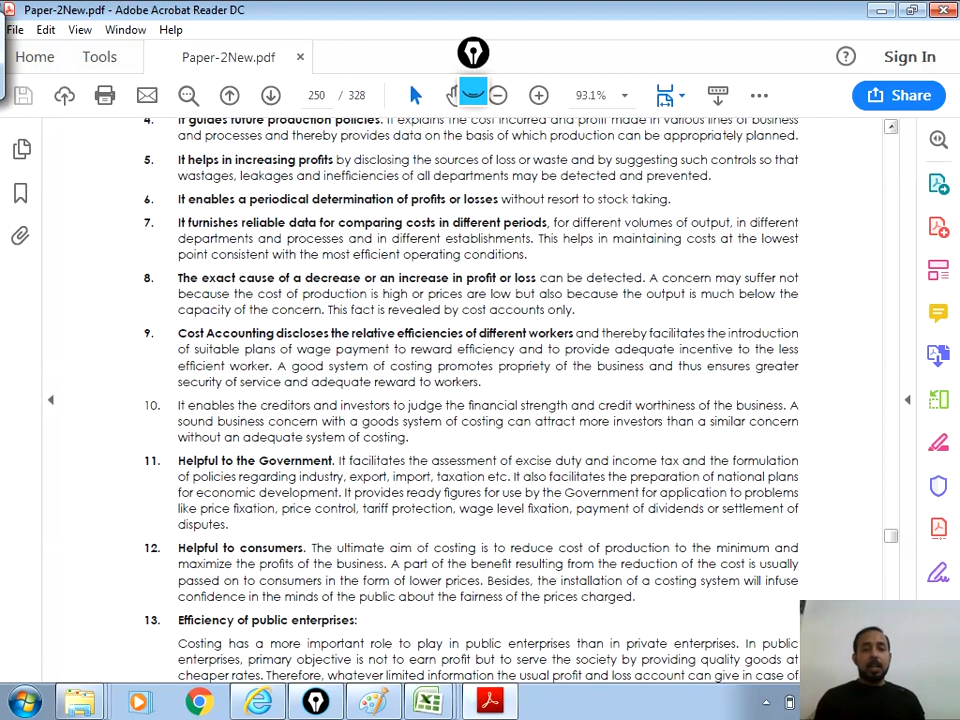 Paper-2New.pdf - Adobe Acrobat Reader DC
File Edit View Window Help
Home Tools Paper-2New.pdf × Sign In
250 / 328 93.1% Share
4. It guides future production policies. It explains the cost incurred and profit made in various lines of business
and processes and thereby provides data on the basis of which production can be appropriately planned.
5. It helps in increasing profits by disclosing the sources of loss or waste and by suggesting such controls so that
wastages, leakages and inefficiencies of all departments may be detected and prevented.
6. It enables a periodical determination of profits or losses without resort to stock taking.
7. It furnishes reliable data for comparing costs in different periods, for different volumes of output, in different
departments and processes and in different establishments. This helps in maintaining costs at the lowest
point consistent with the most efficient operating conditions.
8. The exact cause of a decrease or an increase in profit or loss can be detected. A concern may suffer not
because the cost of production is high or prices are low but also because the output is much below the
capacity of the concern. This fact is revealed by cost accounts only.
9. Cost Accounting discloses the relative efficiencies of different workers and thereby facilitates the introduction
of suitable plans of wage payment to reward efficiency and to provide adequate incentive to the less
efficient worker. A good system of costing promotes propriety of the business and thus ensures greater
security of service and adequate reward to workers.
10. It enables the creditors and investors to judge the financial strength and credit worthiness of the business. A
sound business concern with a goods system of costing can attract more investors than a similar concern
without an adequate system of costing.
11. Helpful to the Government. It facilitates the assessment of excise duty and income tax and the formulation
of policies regarding industry, export, import, taxation etc. It also facilitates the preparation of national plans
for economic development. It provides ready figures for use by the Government for application to problems
like price fixation, price control, tariff protection, wage level fixation, payment of dividends or settlement of
disputes.
12. Helpful to consumers. The ultimate aim of costing is to reduce cost of production to the minimum and
maximize the profits of the business. A part of the benefit resulting from the reduction of the cost is usually
passed on to consumers in the form of lower prices. Besides, the installation of a costing system will infuse
confidence in the minds of the public about the fairness of the prices charged.
13. Efficiency of public enterprises:
Costing has a more important role to play in public enterprises than in private enterprises. In public
enterprises, primary objective is not to earn profit but to serve the society by providing quality goods at
cheaper rates. Therefore, whatever limited information the usual profit and loss account can give in case of